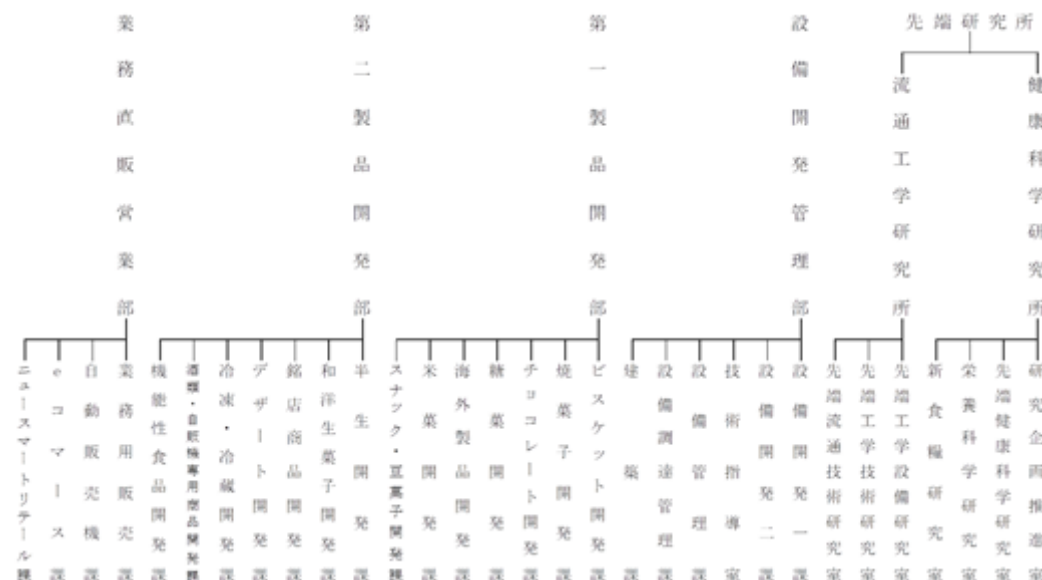 先端研究所
健康科学研究所
研究企画推進室
先端健康科学研究室
栄養科学研究室
新食糧研究室
流通工学研究所
先端工学設備研究室
先端工学技術研究室
先端流通技術研究室
設備開発管理部
設備開発一課
設備開発二課
技術指導室
設備管理課
設備調達管理課
建築課
第一製品開発部
ビスケット開発課
焼菓子開発課
チョコレート開発課
糖菓開発課
海外製品開発課
米菓開発課
スナック・豆菓子開発課
第二製品開発部
半生開発課
和洋生菓子開発課
銘店商品開発課
デザート開発課
冷凍・冷蔵開発課
酒類・自販機専用商品開発課
機能性食品開発課
業務直販営業部
業務用販売課
自動販売機課
eコマース課
ニュースマートリテール課